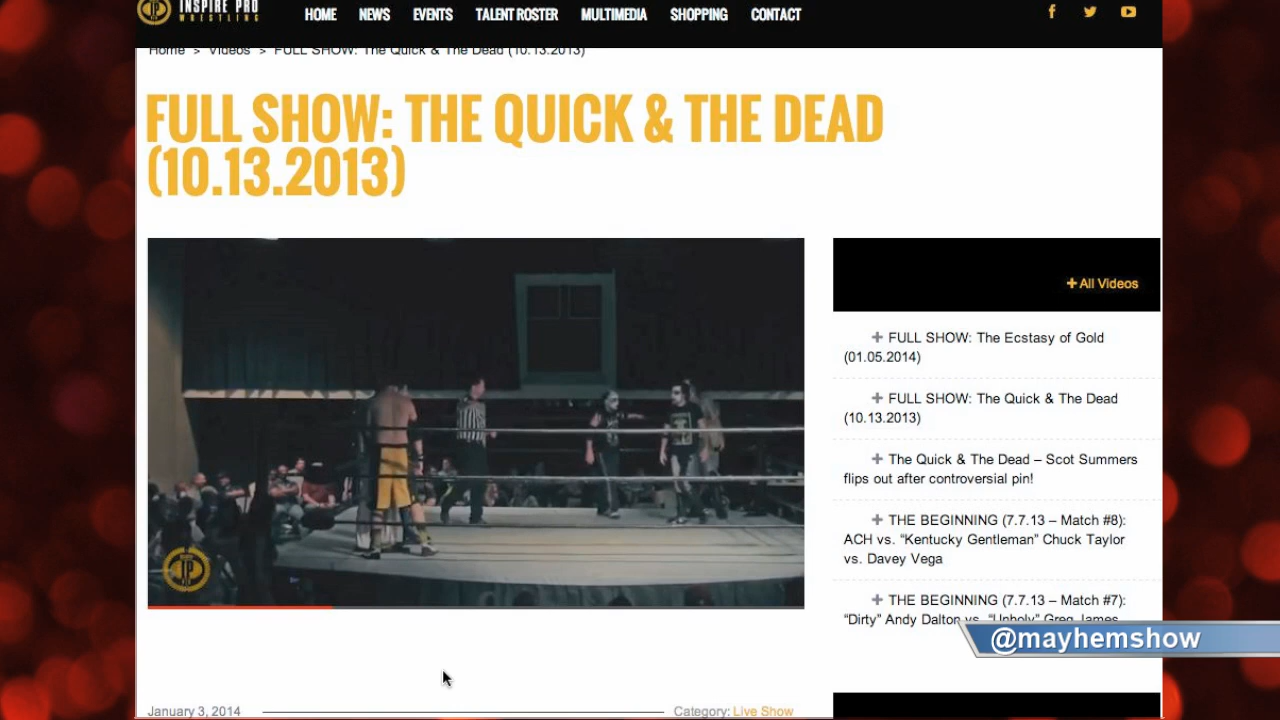 INSPIRE PRO
WRESTLING
HOME NEWS EVENTS TALENT ROSTER MULTIMEDIA SHOPPING CONTACT
Home > Videos > FULL SHOW: The Quick & The Dead (10.13.2013)
FULL SHOW: THE QUICK & THE DEAD
(10.13.2013)
+ All Videos
+ FULL SHOW: The Ecstasy of Gold
(01.05.2014)
+ FULL SHOW: The Quick & The Dead
(10.13.2013)
+ The Quick & The Dead – Scot Summers
flips out after controversial pin!
+ THE BEGINNING (7.7.13 – Match #8):
ACH vs. “Kentucky Gentleman” Chuck Taylor
vs. Davey Vega
+ THE BEGINNING (7.7.13 – Match #7):
“Dirty” Andy Dalton vs. “Unholy” Greg James
@mayhemshow
IP
January 3, 2014
Category: Live Show